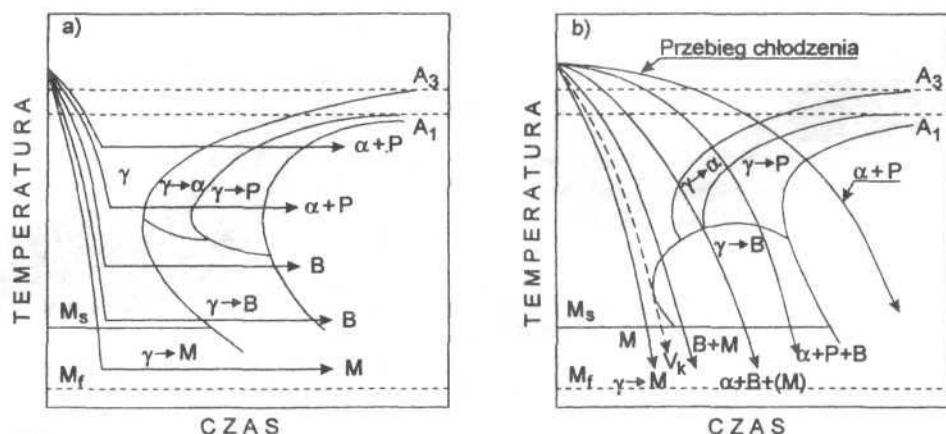 a)
A3
A1
γ
γ→α
γ→P
α+P
α+P
B
γ→B
B
Ms
γ→M
M
Mf
TEMPERATURA
CZAS
b)
Przebieg chłodzenia
A3
A1
γ→α
γ→P
α+P
γ→B
Ms
M
Vk
B+M
α+P+B
Mf
γ→M
α+B+(M)
TEMPERATURA
CZAS